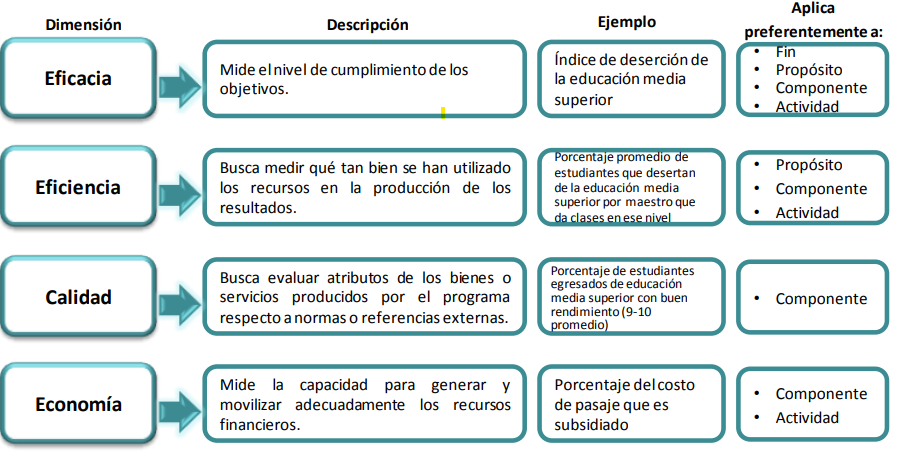 Dimensión
Descripción
Ejemplo
Aplica
preferentemente a:
Eficacia
Mide el nivel de cumplimiento de los
objetivos.
Índice de deserción de
la educación media
superior
• Fin
• Propósito
• Componente
• Actividad
Eficiencia
Busca medir qué tan bien se han utilizado
los recursos en la producción de los
resultados.
Porcentaje promedio de
estudiantes que desertan
de la educación media
superior por maestro que
da clases en ese nivel
• Propósito
• Componente
• Actividad
Calidad
Busca evaluar atributos de los bienes o
servicios producidos por el programa
respecto a normas o referencias externas.
Porcentaje de estudiantes
egresados de educación
media superior con buen
rendimiento (9-10
promedio)
• Componente
Economía
Mide la capacidad para generar y
movilizar adecuadamente los recursos
financieros.
Porcentaje del costo
de pasaje que es
subsidiado
• Componente
• Actividad